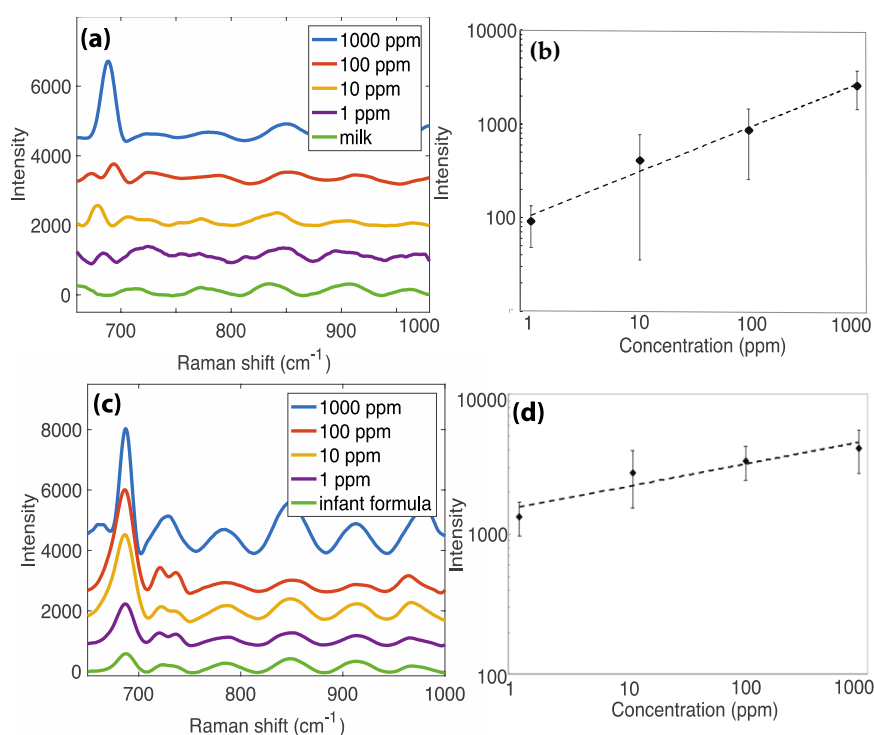 (a)
1000 ppm
100 ppm
10 ppm
1 ppm
milk
6000
4000
2000
0
Intensity
700
800
900
1000
Raman shift (cm-1)
(b)
10000
1000
100
Intensity
1
10
100
1000
Concentration (ppm)
(c)
1000 ppm
100 ppm
10 ppm
1 ppm
infant formula
8000
6000
4000
2000
0
Intensity
700
800
900
1000
Raman shift (cm-1)
(d)
10000
1000
100
Intensity
1
10
100
1000
Concentration (ppm)